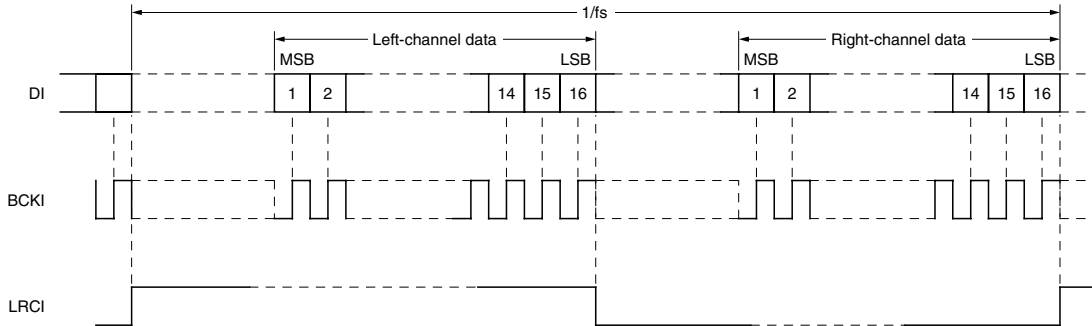 1/fs
Left-channel data Right-channel data
MSB LSB MSB LSB
DI 1 2 14 15 16 1 2 14 15 16
BCKI
LRCI